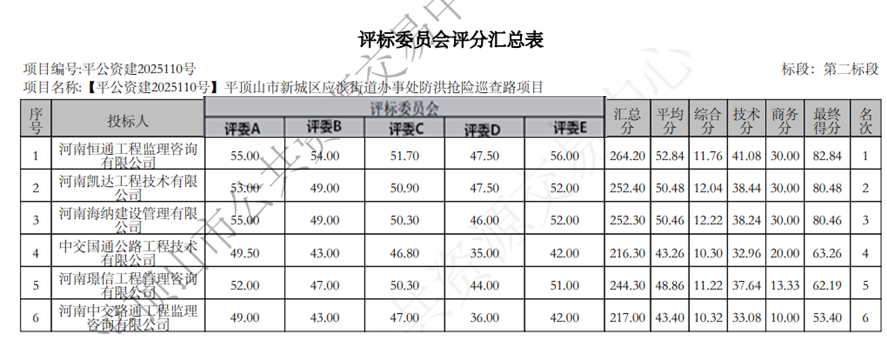 评标委员会评分汇总表
项目编号:平公资建2025110号 标段：第二标段
项目名称:【平公资建2025110号】平顶山市新城区应滨街道办事处防洪抢险巡查路项目
序号 投标人 评标委员会 汇总分 平均分 综合分 技术分 商务分 最终得分 名次
评委A 评委B 评委C 评委D 评委E
1 河南恒通工程监理咨询有限公司 55.00 54.00 51.70 47.50 56.00 264.20 52.84 11.76 41.08 30.00 82.84 1
2 河南凯达工程技术有限公司 53.00 49.00 50.90 47.50 52.00 252.40 50.48 12.04 38.44 30.00 80.48 2
3 河南海纳建设管理有限公司 55.00 49.00 50.30 46.00 52.00 252.30 50.46 12.22 38.24 30.00 80.46 3
4 中交国通公路工程技术有限公司 49.50 43.00 46.80 35.00 42.00 216.30 43.26 10.30 32.96 20.00 63.26 4
5 河南璟信工程管理咨询有限公司 52.00 47.00 50.30 44.00 51.00 244.30 48.86 11.22 37.64 13.33 62.19 5
6 河南中交路通工程监理咨询有限公司 49.00 43.00 47.00 36.00 42.00 217.00 43.40 10.32 33.08 10.00 53.40 6